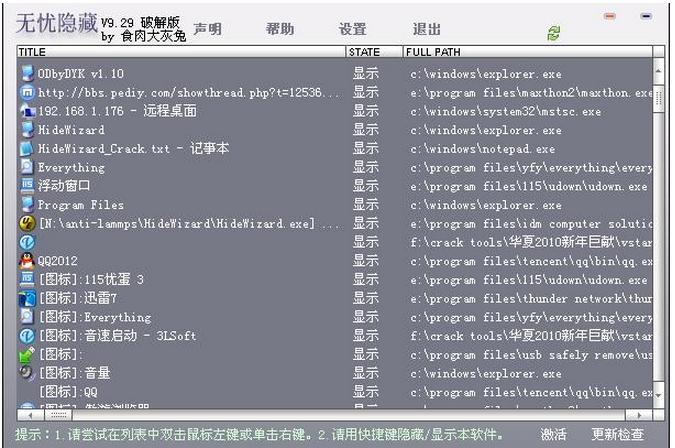 无忧隐藏 V9.29 破解版 by 食肉大灰兔 声明 帮助 设置 退出
TITLE STATE FULL PATH
ODbyDYK v1.10 显示 c:\windows\explorer.exe
http://bbs.pediy.com/showthread.php?t=12536... 显示 e:\program files\maxthon2\maxthon.exe
192.168.1.176 - 远程桌面 显示 c:\windows\system32\mstsc.exe
HideWizard 显示 c:\windows\explorer.exe
HideWizard_Crack.txt - 记事本 显示 c:\windows\notepad.exe
Everything 显示 c:\program files\yfy\everything\every
浮动窗口 显示 e:\program files\115\udown\udown.exe
Program Files 显示 c:\windows\explorer.exe
[N:\anti-lammps\HideWizard\HideWizard.exe] ... 显示 e:\program files\idm computer solutic
显示 f:\crack tools\华夏2010新年巨献\vstar
QQ2012 显示 c:\program files\tencent\qq\bin\qq.ex
[图标]:115优蛋 3 显示 e:\program files\115\udown\udown.exe
[图标]:迅雷7 显示 e:\program files\thunder network\thur
[图标]:Everything 显示 c:\program files\yfy\everything\every
[图标]:音速启动 - 3LSoft 显示 f:\crack tools\华夏2010新年巨献\vstar
[图标]: 显示 c:\program files\usb safely remove\us
[图标]:音量 显示 c:\windows\explorer.exe
[图标]:QQ 显示 c:\program files\tencent\qq\bin\qq.ex
提示：1.请尝试在列表中双击鼠标左键或单击右键。2.请用快捷键隐藏/显示本软件。 激活 更新检查